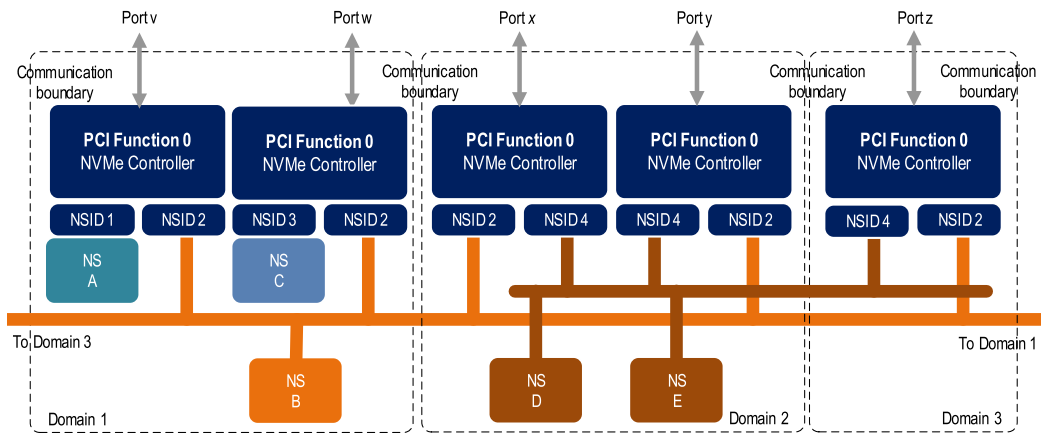 Port v
Port w
Port x
Port y
Port z
Communication
boundary
Communication
boundary
Communication
boundary
Communication
boundary
PCI Function 0
NVMe Controller
PCI Function 0
NVMe Controller
PCI Function 0
NVMe Controller
PCI Function 0
NVMe Controller
PCI Function 0
NVMe Controller
NSID 1
NSID 2
NSID 3
NSID 2
NSID 2
NSID 4
NSID 4
NSID 2
NSID 4
NSID 2
NS
A
NS
C
To Domain 3
To Domain 1
NS
B
NS
D
NS
E
Domain 1
Domain 2
Domain 3